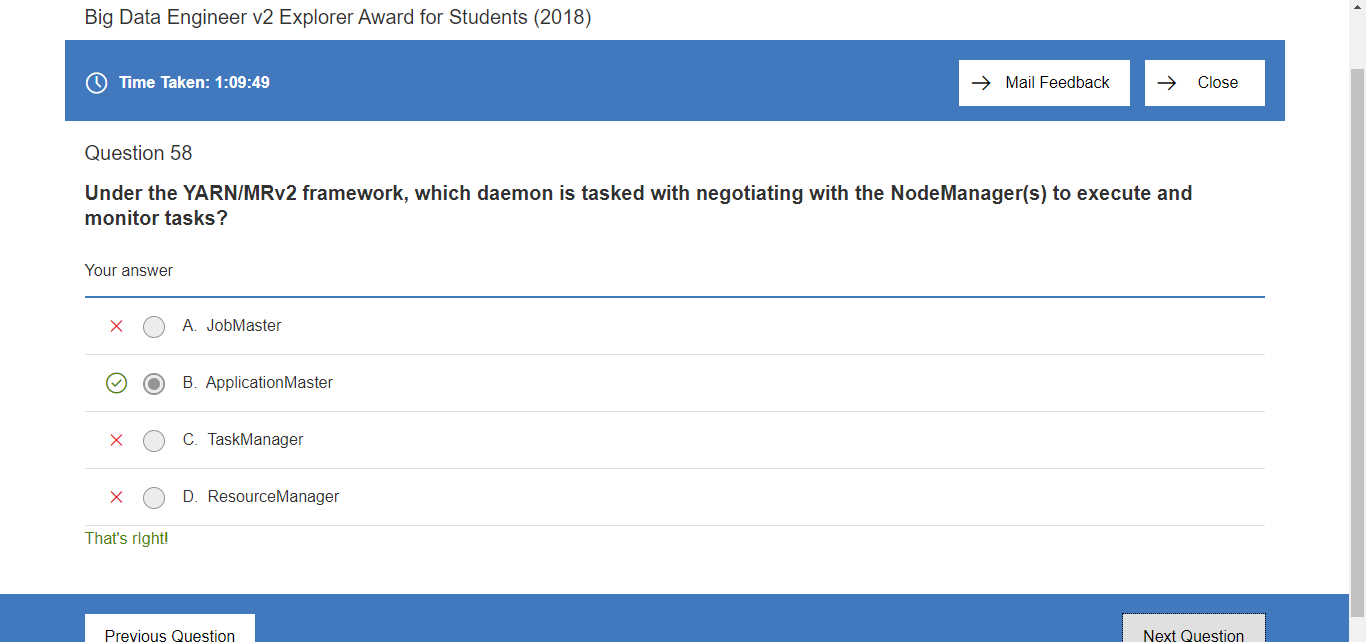 Big Data Engineer v2 Explorer Award for Students (2018)
Time Taken: 1:09:49
Mail Feedback
Close
Question 58
Under the YARN/MRv2 framework, which daemon is tasked with negotiating with the NodeManager(s) to execute and
monitor tasks?
Your answer
A. JobMaster
B. ApplicationMaster
C. TaskManager
D. ResourceManager
That's right!
Previous Question
Next Question